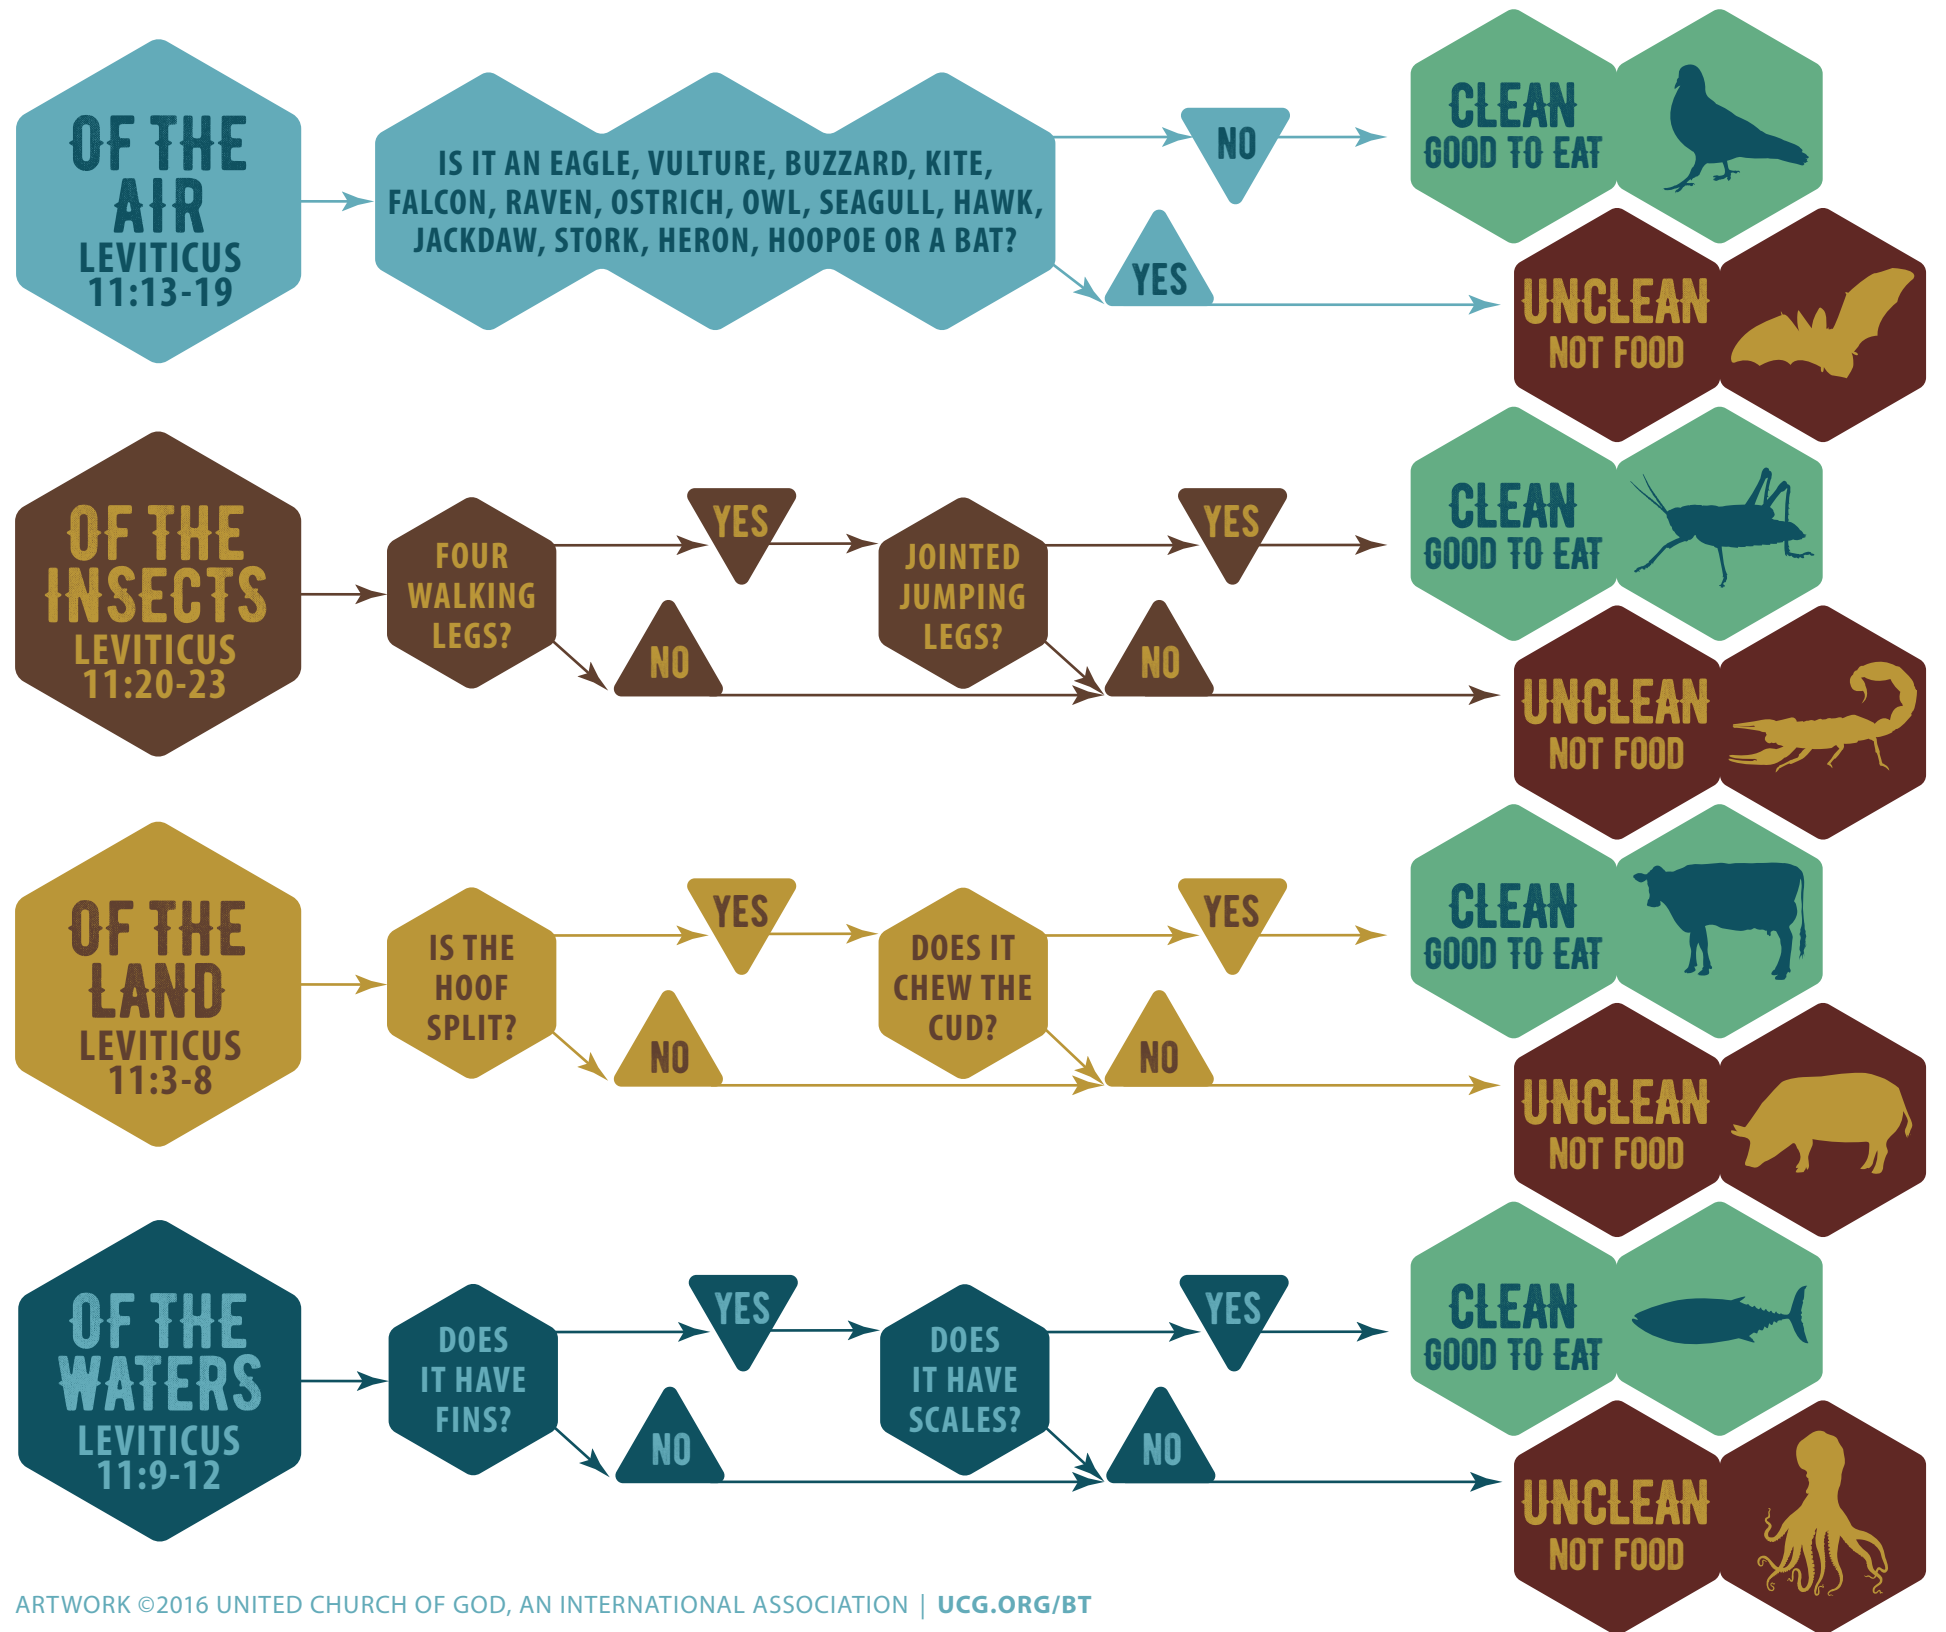 OF THE
AIR
LEVITICUS
11:13-19
IS IT AN EAGLE, VULTURE, BUZZARD, KITE,
FALCON, RAVEN, OSTRICH, OWL, SEAGULL, HAWK,
JACKDAW, STORK, HERON, HOOPOE OR A BAT?
NO
YES
CLEAN
GOOD TO EAT
UNCLEAN
NOT FOOD
OF THE
INSECTS
LEVITICUS
11:20-23
FOUR
WALKING
LEGS?
YES
NO
JOINTED
JUMPING
LEGS?
YES
NO
CLEAN
GOOD TO EAT
UNCLEAN
NOT FOOD
OF THE
LAND
LEVITICUS
11:3-8
IS THE
HOOF
SPLIT?
YES
NO
DOES IT
CHEW THE
CUD?
YES
NO
CLEAN
GOOD TO EAT
UNCLEAN
NOT FOOD
OF THE
WATERS
LEVITICUS
11:9-12
DOES
IT HAVE
FINS?
YES
NO
DOES
IT HAVE
SCALES?
YES
NO
CLEAN
GOOD TO EAT
UNCLEAN
NOT FOOD
ARTWORK ©2016 UNITED CHURCH OF GOD, AN INTERNATIONAL ASSOCIATION | UCG.ORG/BT